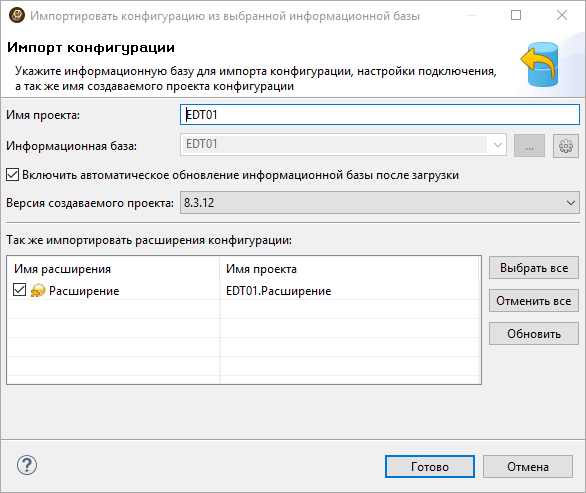 Импортировать конфигурацию из выбранной информационной базы
Импорт конфигурации
Укажите информационную базу для импорта конфигурации, настройки подключения,
а так же имя создаваемого проекта конфигурации
Имя проекта: EDT01
Информационная база: EDT01 ...
Включить автоматическое обновление информационной базы после загрузки
Версия создаваемого проекта: 8.3.12
Так же импортировать расширения конфигурации:
Имя расширения Имя проекта Выбрать все
Расширение EDT01.Расширение
Отменить все
Обновить
? Готово Отмена